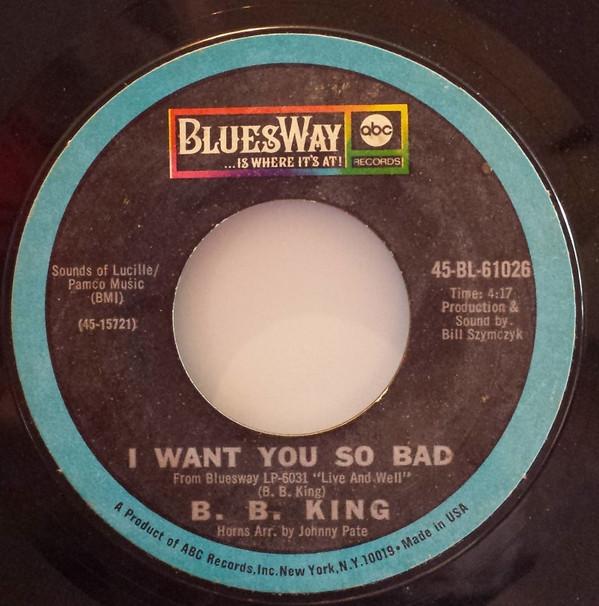 BLUESWAY
...IS WHERE IT'S AT!
abc
RECORDS
Sounds of Lucille/
Pamco Music
(BMI)
(45-15721)
45-BL-61026
Time: 4:17
Production &
Sound by
Bill Szymczyk
I WANT YOU SO BAD
From Bluesway LP-6031 "Live And Well"
(B. B. King)
B. B. KING
Horns Arr. by Johnny Pate
A Product of ABC Records, Inc. New York, N.Y. 10019 • Made in USA